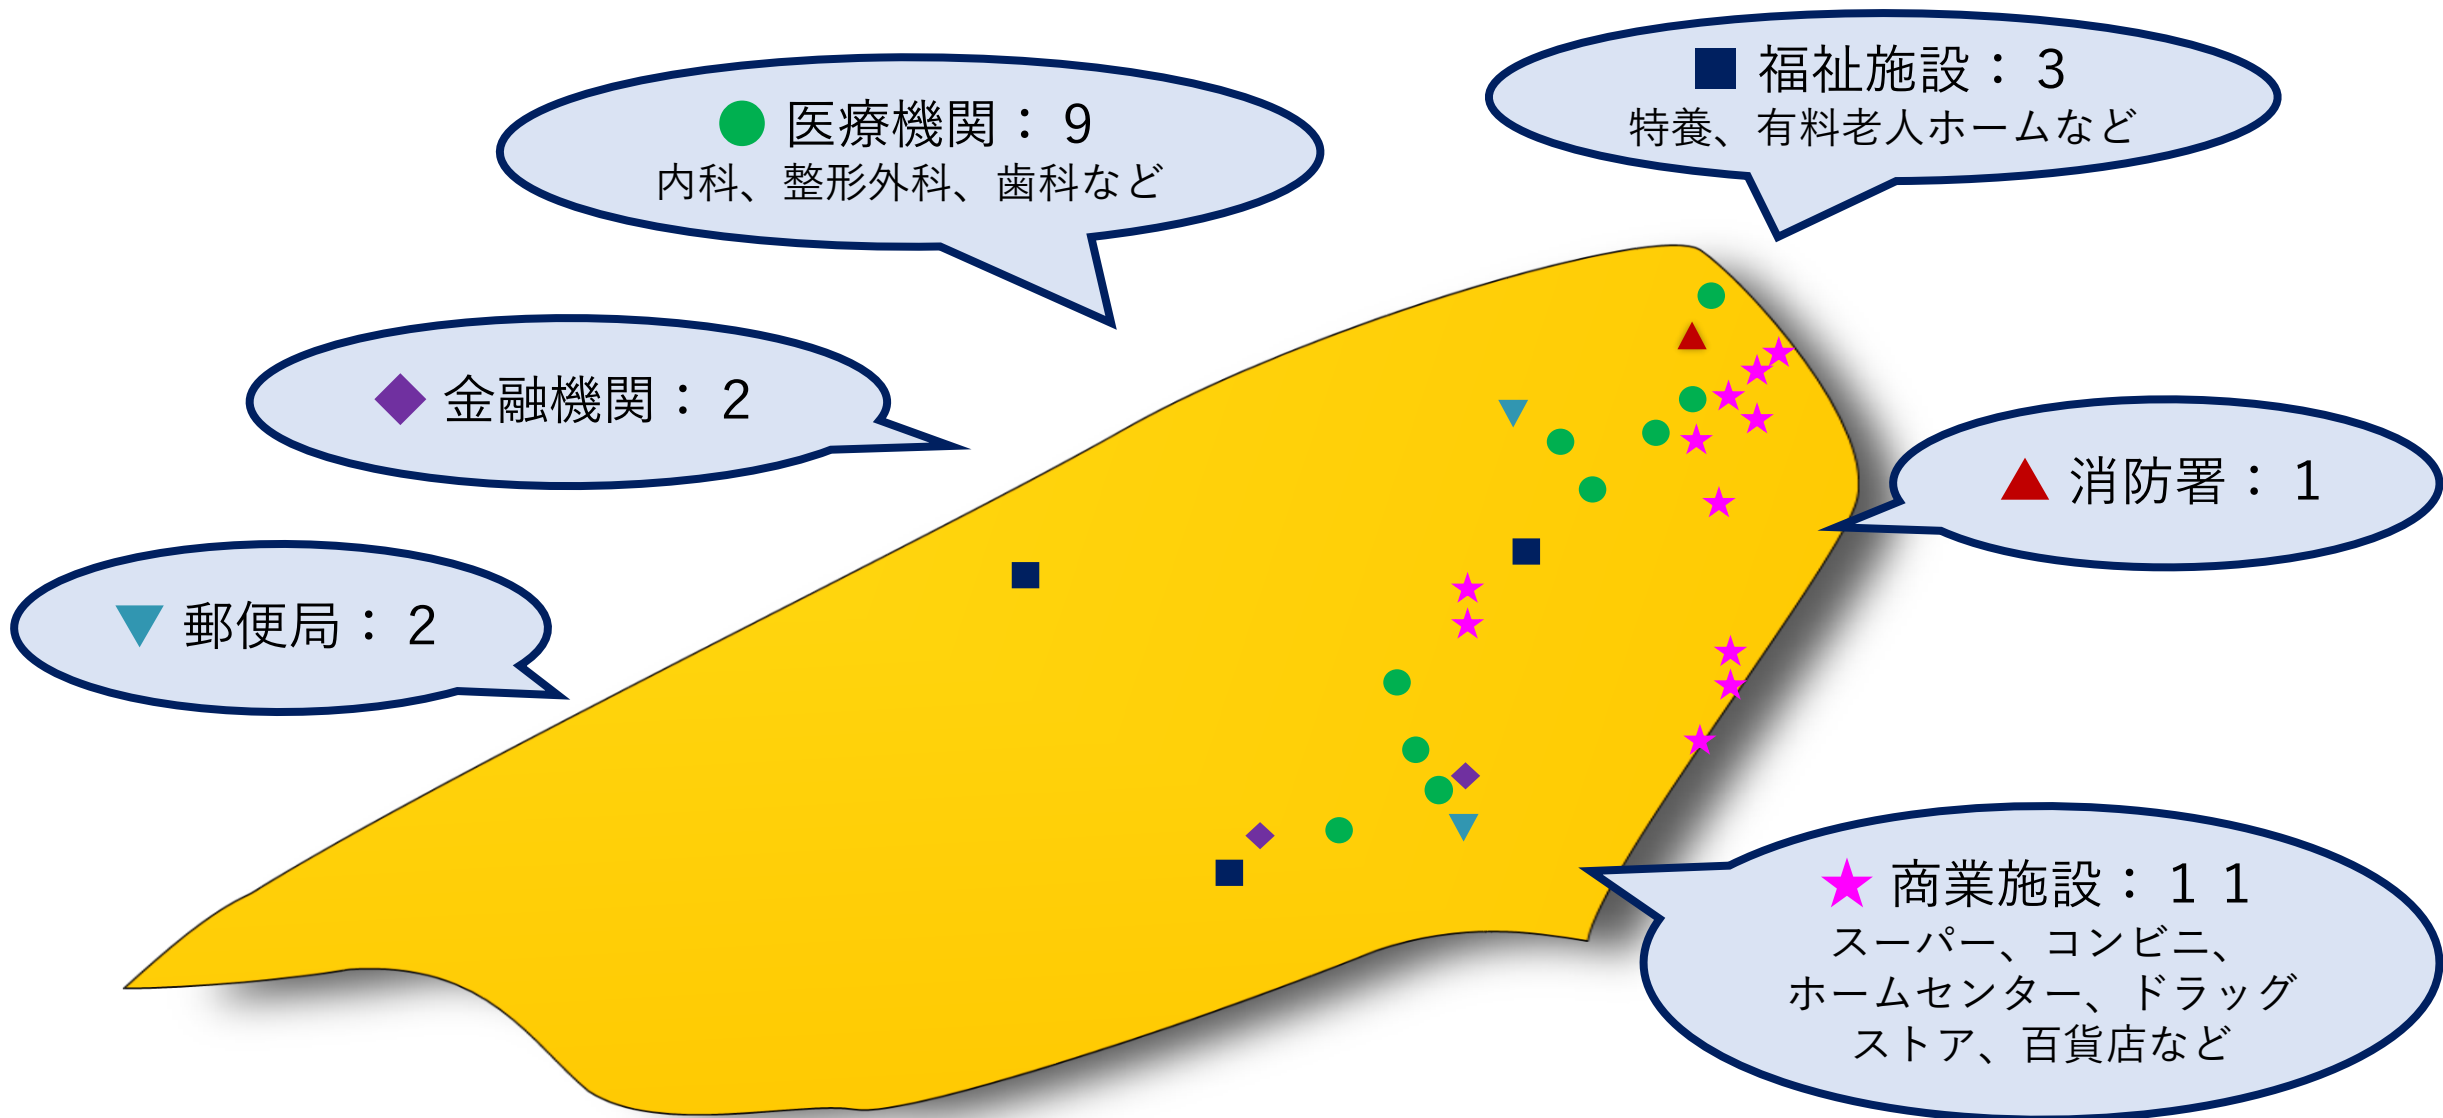 福祉施設：３
特養、有料老人ホームなど
医療機関：９
内科、整形外科、歯科など
金融機関：２
消防署：１
郵便局：２
商業施設：１１
スーパー、コンビニ、
ホームセンター、ドラッグ
ストア、百貨店など